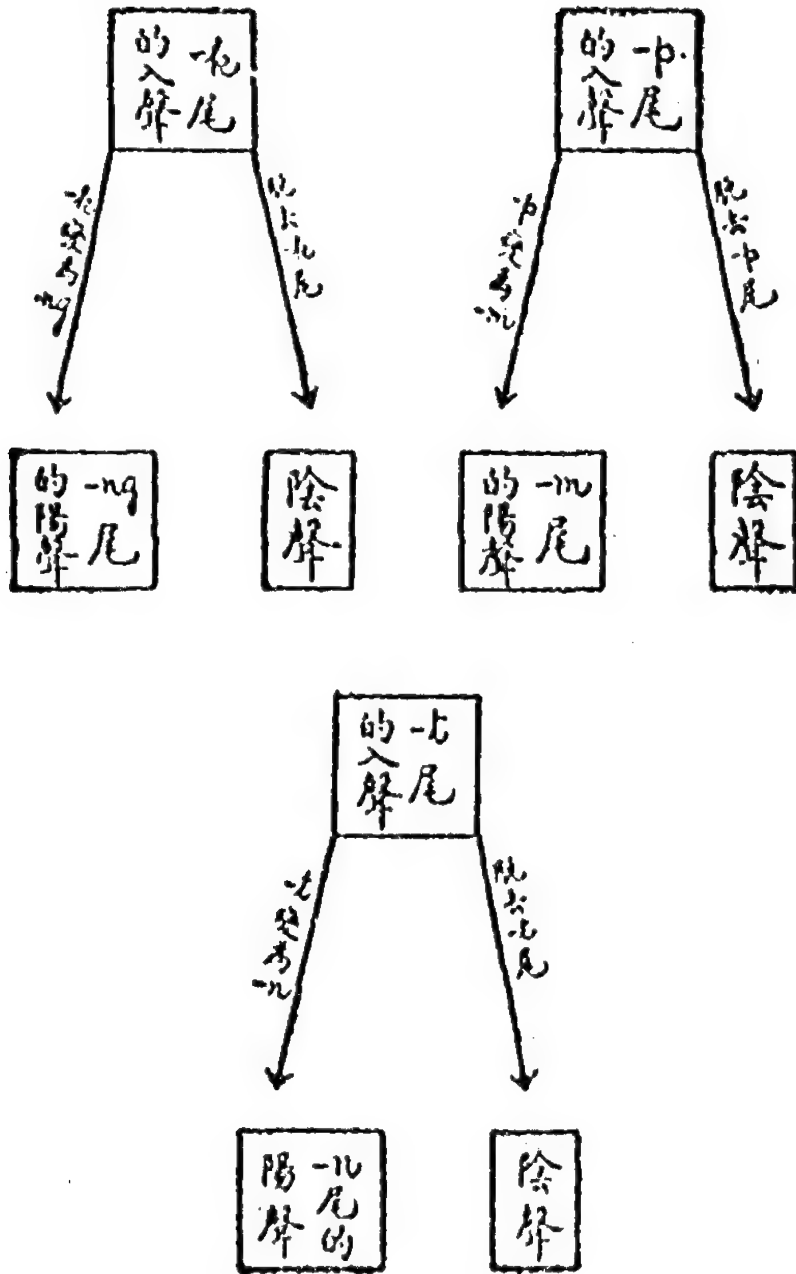 -k尾
的入聲
-p尾
的入聲
-k變為-ng
脫去-k尾
-p變為-m
脫去-p尾
-ng尾
的陽聲
陰聲
-m尾
的陽聲
陰聲
-t尾
的入聲
-t變為-n
脫去-t尾
-n尾的
陽聲
陰聲